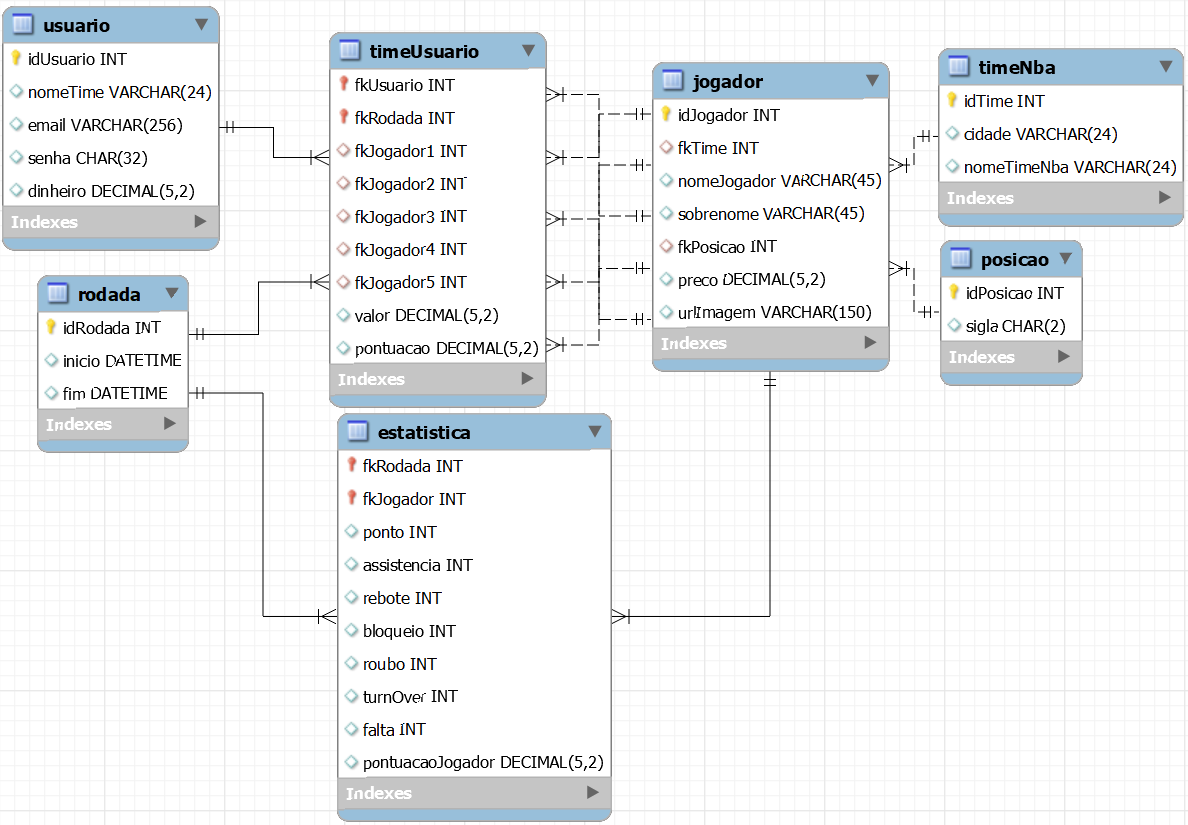 usuario
idUsuario INT
nomeTime VARCHAR(24)
email VARCHAR(256)
senha CHAR(32)
dinheiro DECIMAL(5,2)
Indexes
timeUsuario
fkUsuario INT
fkRodada INT
fkJogador1 INT
fkJogador2 INT
fkJogador3 INT
fkJogador4 INT
fkJogador5 INT
valor DECIMAL(5,2)
pontuacao DECIMAL(5,2)
Indexes
jogador
idJogador INT
fkTime INT
nomeJogador VARCHAR(45)
sobrenome VARCHAR(45)
fkPosicao INT
preco DECIMAL(5,2)
urlImagem VARCHAR(150)
Indexes
timeNba
idTime INT
cidade VARCHAR(24)
nomeTimeNba VARCHAR(24)
Indexes
posicao
idPosicao INT
sigla CHAR(2)
Indexes
rodada
idRodada INT
inicio DATETIME
fim DATETIME
Indexes
estatistica
fkRodada INT
fkJogador INT
ponto INT
assistencia INT
rebote INT
bloqueio INT
roubo INT
turnOver INT
falta INT
pontuacaoJogador DECIMAL(5,2)
Indexes